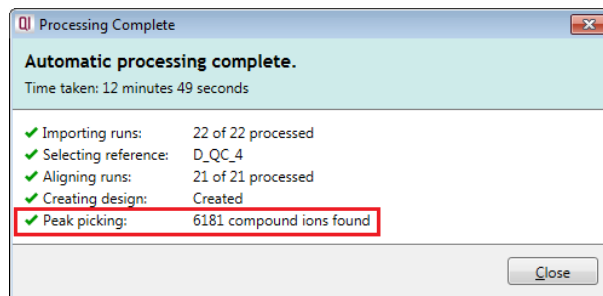 QI Processing Complete
Automatic processing complete.
Time taken: 12 minutes 49 seconds
✔ Importing runs: 22 of 22 processed
✔ Selecting reference: D_QC_4
✔ Aligning runs: 21 of 21 processed
✔ Creating design: Created
✔ Peak picking: 6181 compound ions found
Close